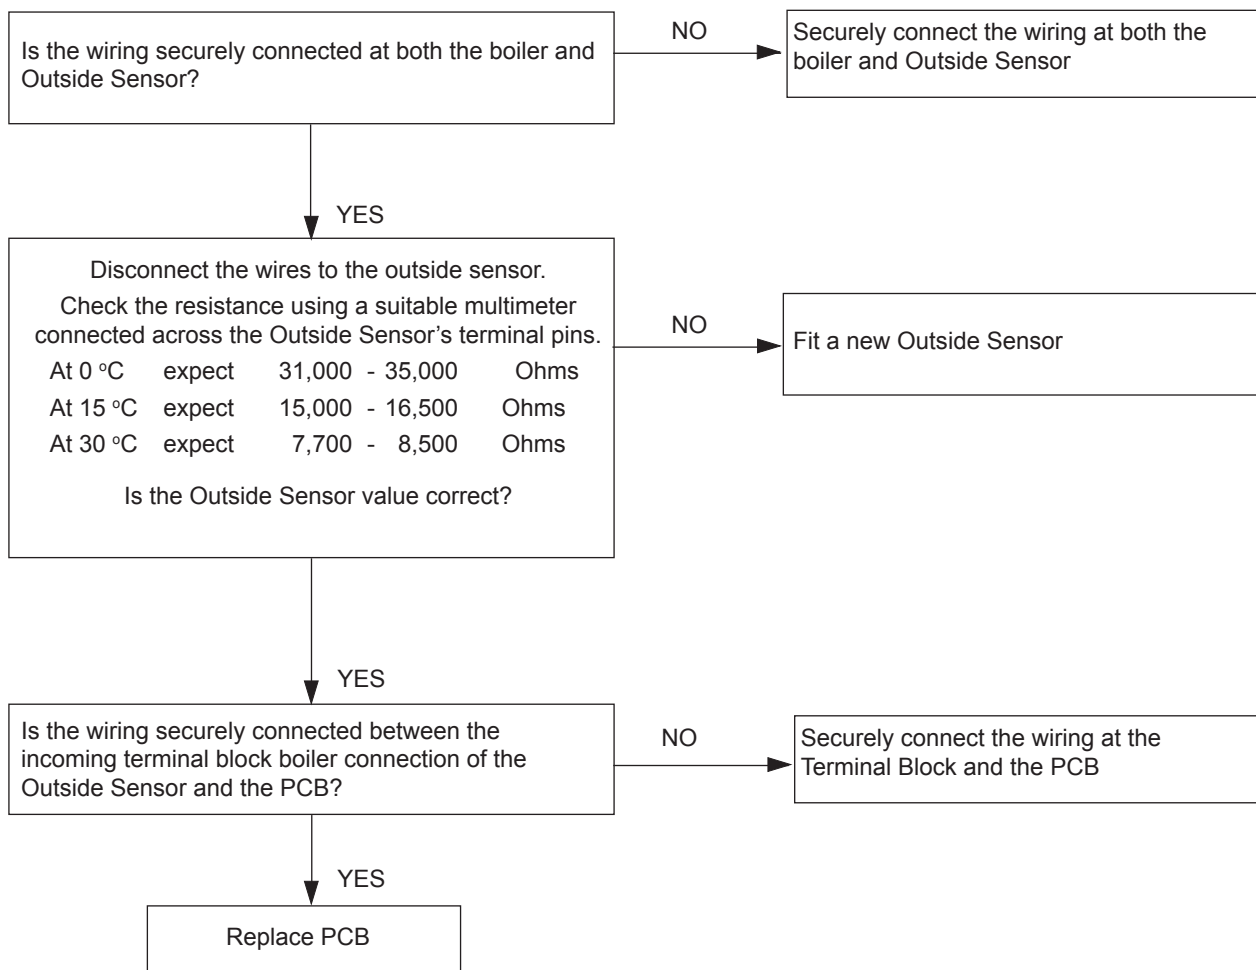 Is the wiring securely connected at both the boiler and
Outside Sensor?
NO
Securely connect the wiring at both the
boiler and Outside Sensor
YES
Disconnect the wires to the outside sensor.
Check the resistance using a suitable multimeter
connected across the Outside Sensor’s terminal pins.
At 0 ºC expect 31,000 - 35,000 Ohms
At 15 ºC expect 15,000 - 16,500 Ohms
At 30 ºC expect 7,700 - 8,500 Ohms
Is the Outside Sensor value correct?
NO
Fit a new Outside Sensor
YES
Is the wiring securely connected between the
incoming terminal block boiler connection of the
Outside Sensor and the PCB?
NO
Securely connect the wiring at the
Terminal Block and the PCB
YES
Replace PCB